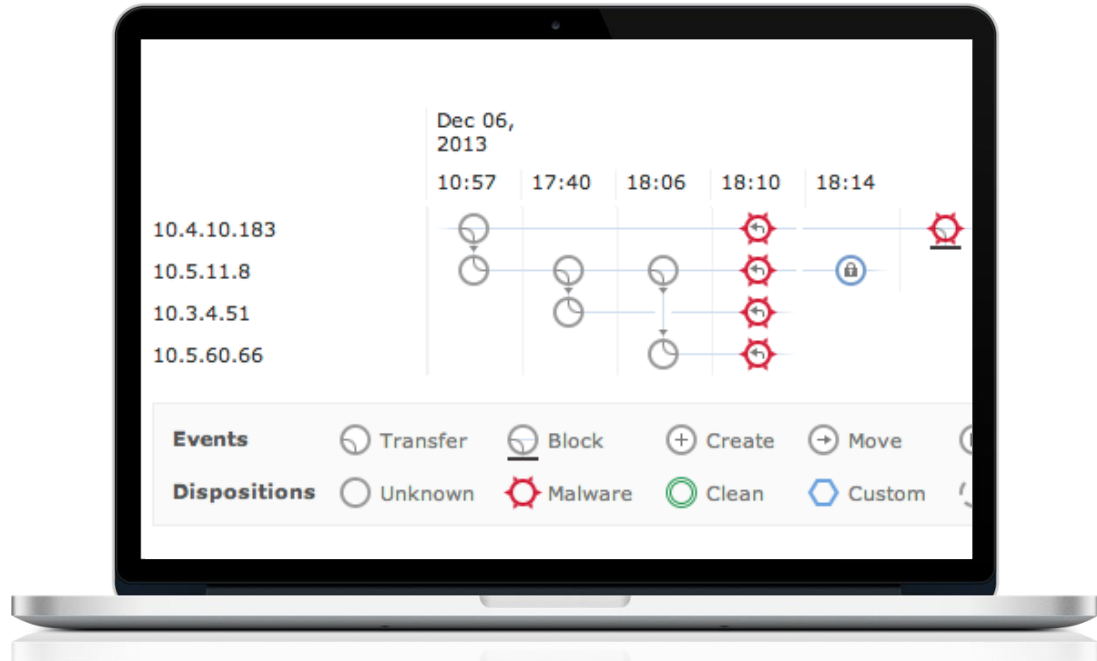 Dec 06,
2013
10:57 17:40 18:06 18:10 18:14
10.4.10.183
10.5.11.8
10.3.4.51
10.5.60.66
Events Transfer Block Create Move
Dispositions Unknown Malware Clean Custom